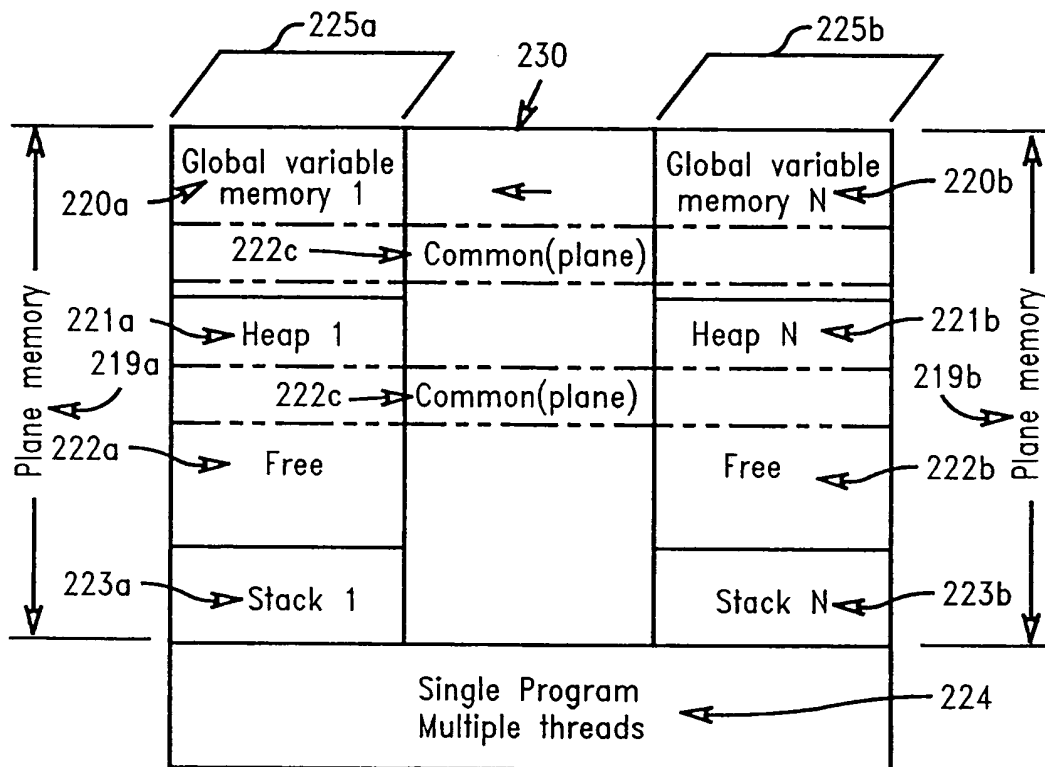 225a
225b
230
Global variable
memory 1
Global variable
memory N
220a
220b
222c
Common(plane)
221a
Heap 1
Heap N
221b
219a
219b
Plane memory
Plane memory
222c
Common(plane)
222a
Free
Free
222b
223a
Stack 1
Stack N
223b
Single Program
Multiple threads
224